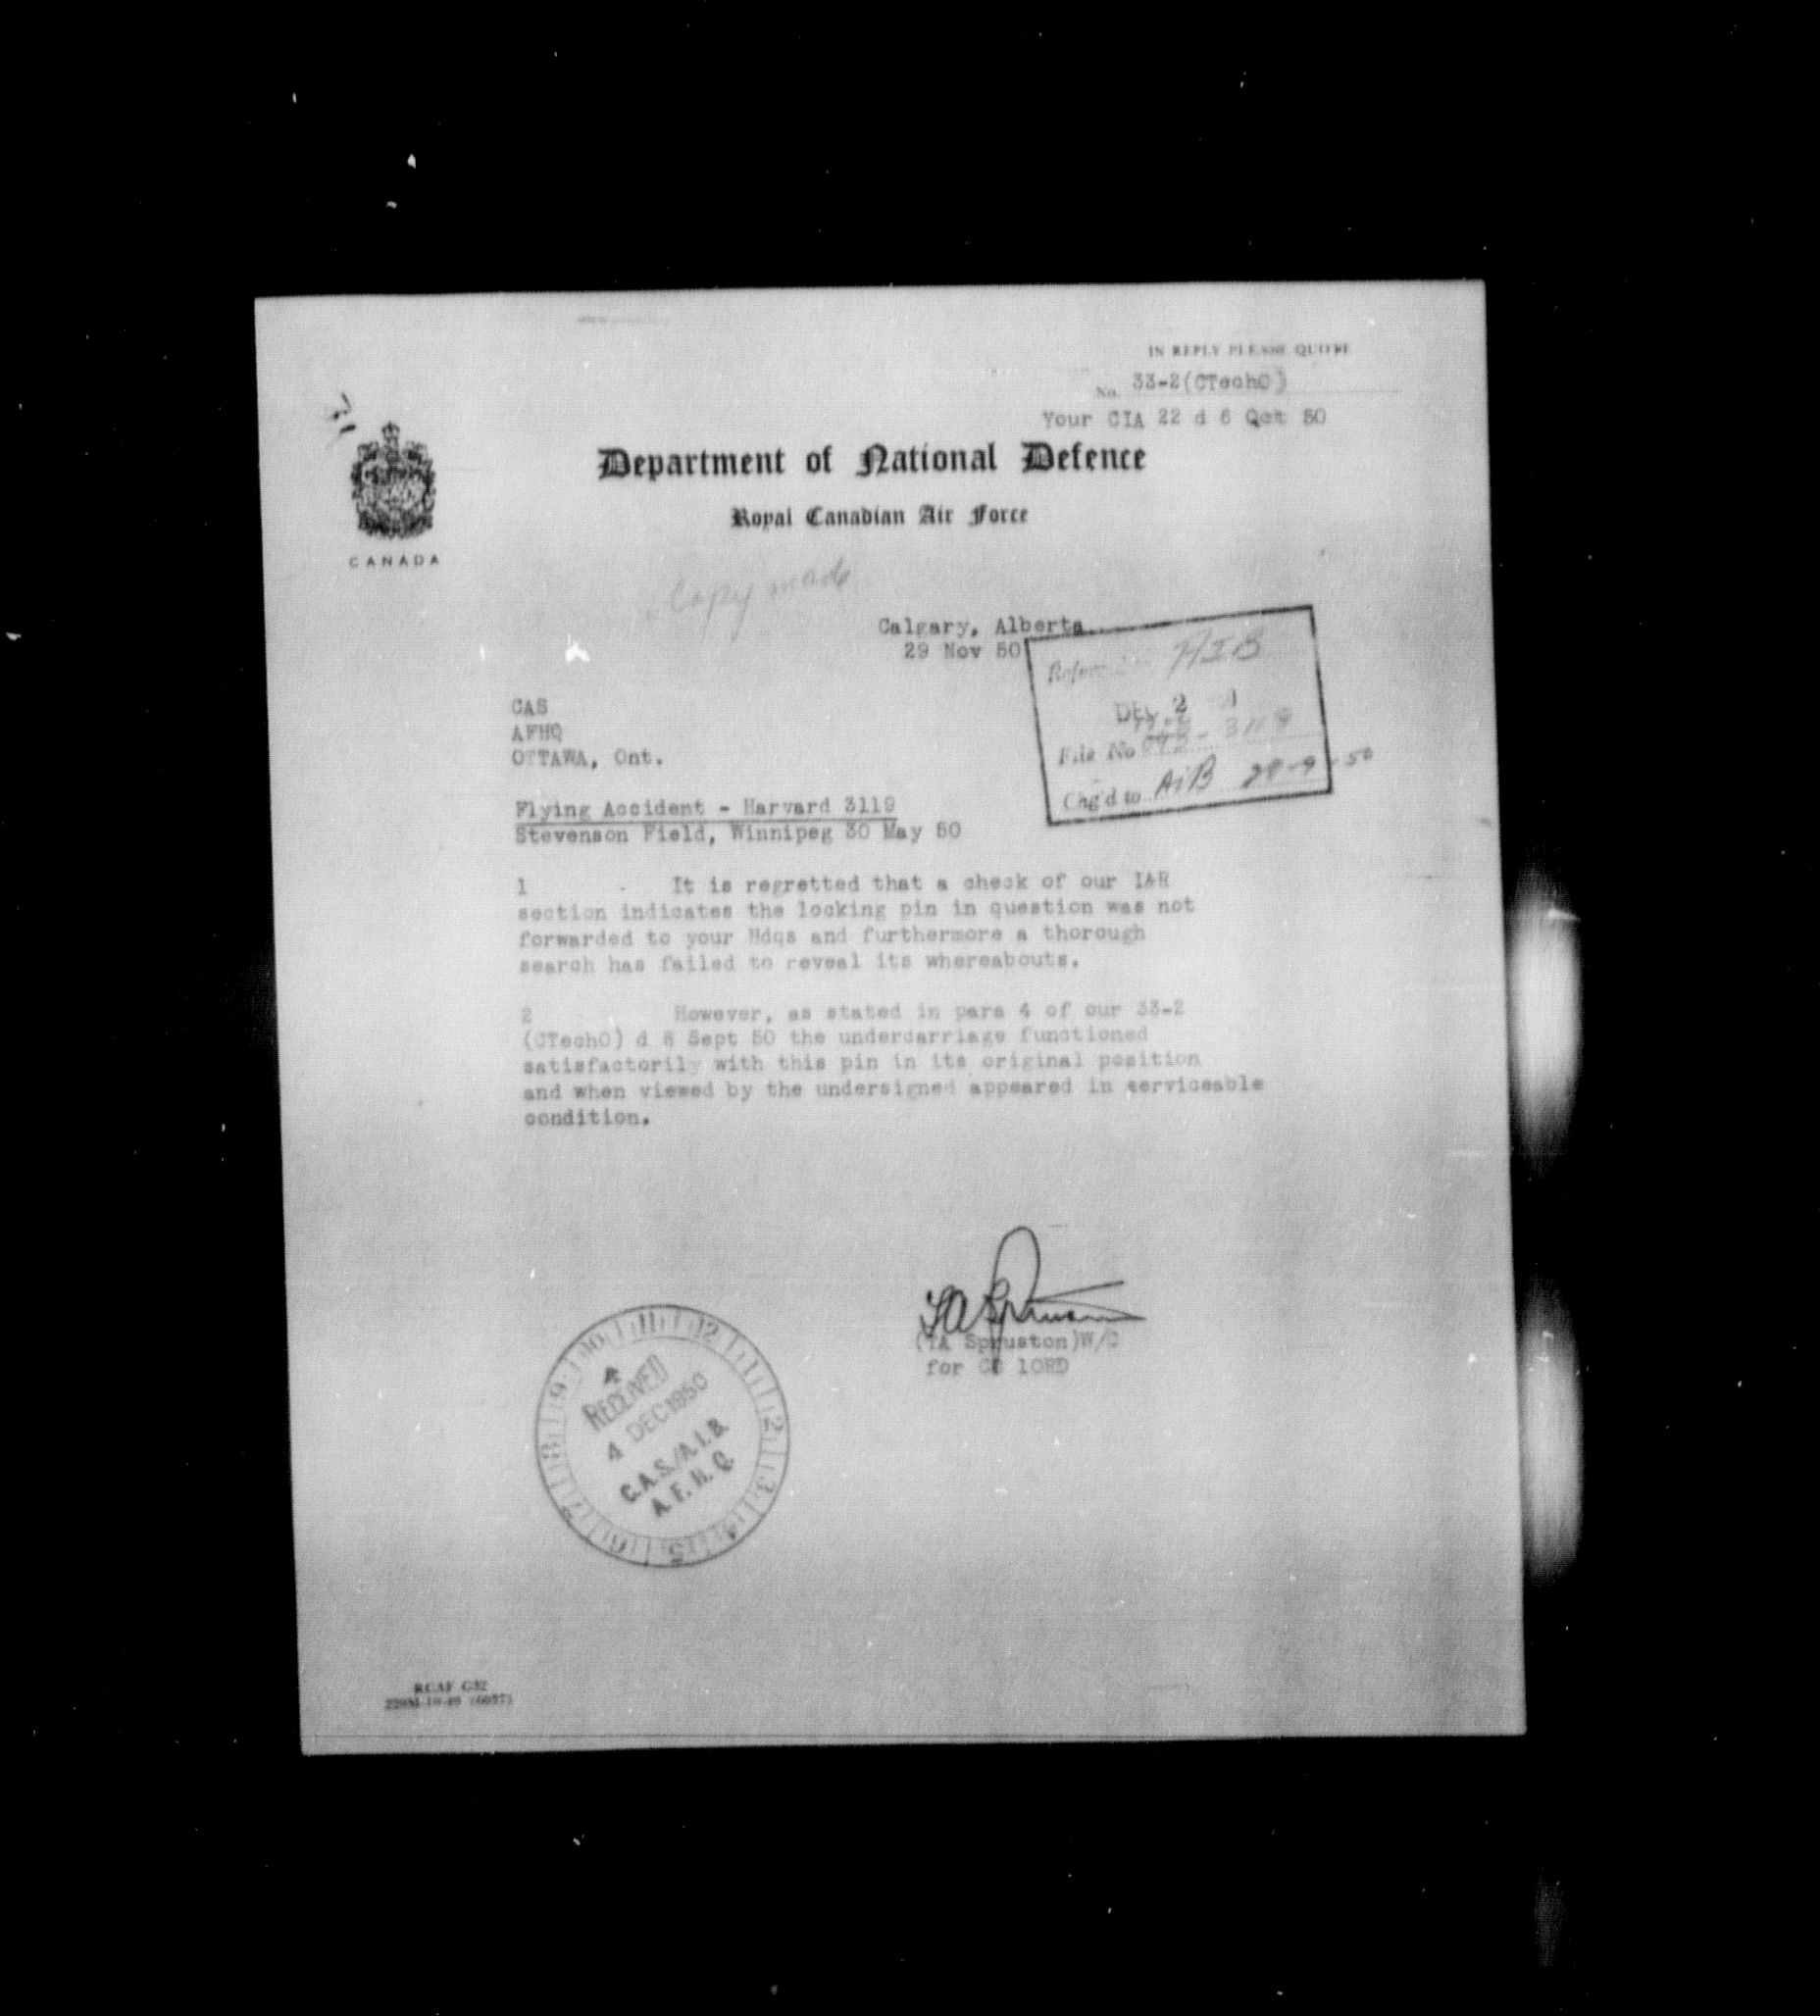 IN REPLY PLEASE QUOTE
No. 33-2(CTechO)
Your CIA 22 d 6 Oct 50
Department of National Defence
Royal Canadian Air Force
CANADA
Copy made
Calgary, Alberta
29 Nov 50
AIB
DEC 2
File No
Chg'd to AIB
CAS
AFHQ
OTTAWA, Ont.
Flying Accident - Harvard 3119
Stevenson Field, Winnipeg 30 May 50
1 It is regretted that a check of our I&R
section indicates the locking pin in question was not
forwarded to your Hdqs and furthermore a thorough
search has failed to reveal its whereabouts.
2 However, as stated in para 4 of our 33-2
(CTechO) d 8 Sept 50 the undercarriage functioned
satisfactorily with this pin in its original position
and when viewed by the undersigned appeared in serviceable
condition.
(TA Spruston)W/C
for CO 10RD
RECEIVED
4 DEC 1950
C.A.S./A.I.B.
A.F.H.Q.
RCAF G32